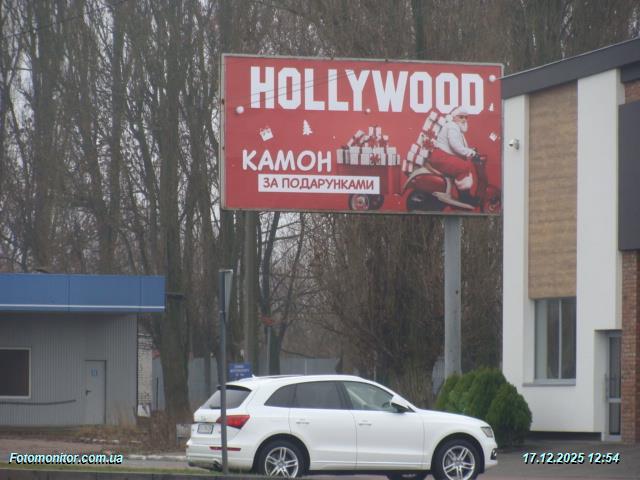 HOLLYWOOD
КАМОН
ЗА ПОДАРУНКАМИ
Fotomonitor.com.ua
17.12.2025 12:54